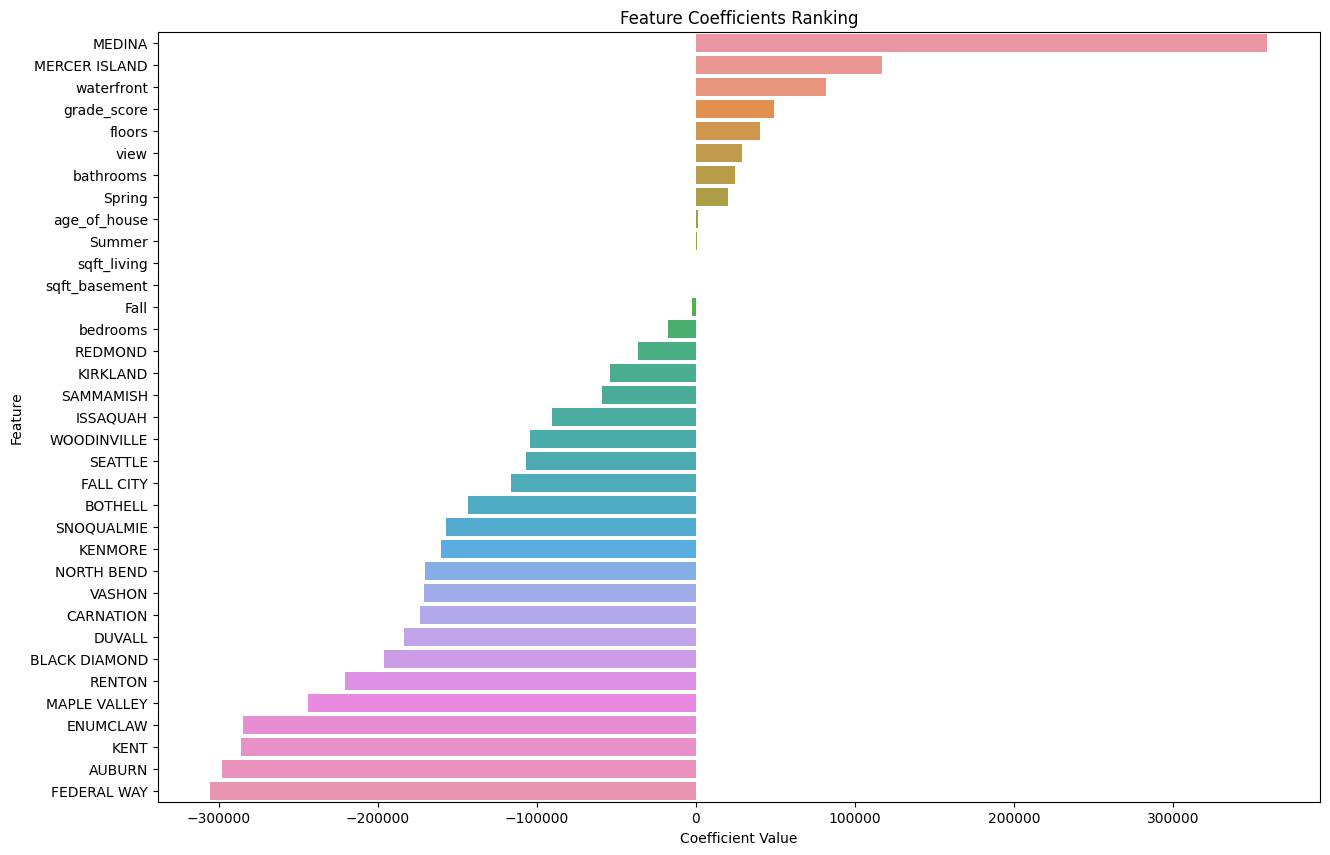 Feature Coefficients Ranking
MEDINA
MERCER ISLAND
waterfront
grade_score
floors
view
bathrooms
Spring
age_of_house
Summer
sqft_living
sqft_basement
Fall
bedrooms
REDMOND
KIRKLAND
SAMMAMISH
ISSAQUAH
WOODINVILLE
SEATTLE
FALL CITY
BOTHELL
SNOQUALMIE
KENMORE
NORTH BEND
VASHON
CARNATION
DUVALL
BLACK DIAMOND
RENTON
MAPLE VALLEY
ENUMCLAW
KENT
AUBURN
FEDERAL WAY
Feature
−300000 −200000 −100000 0 100000 200000 300000
Coefficient Value